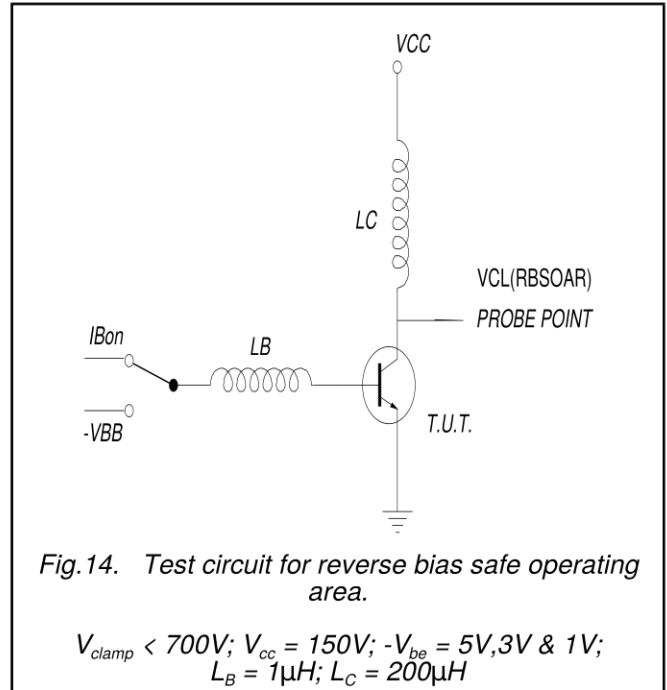 VCC
LC
VCL(RBSOAR)
PROBE POINT
IBon
LB
-VBB
T.U.T.
Fig.14. Test circuit for reverse bias safe operating
area.
Vclamp < 700V; Vcc = 150V; -Vbe = 5V,3V & 1V;
LB = 1μH; LC = 200μH